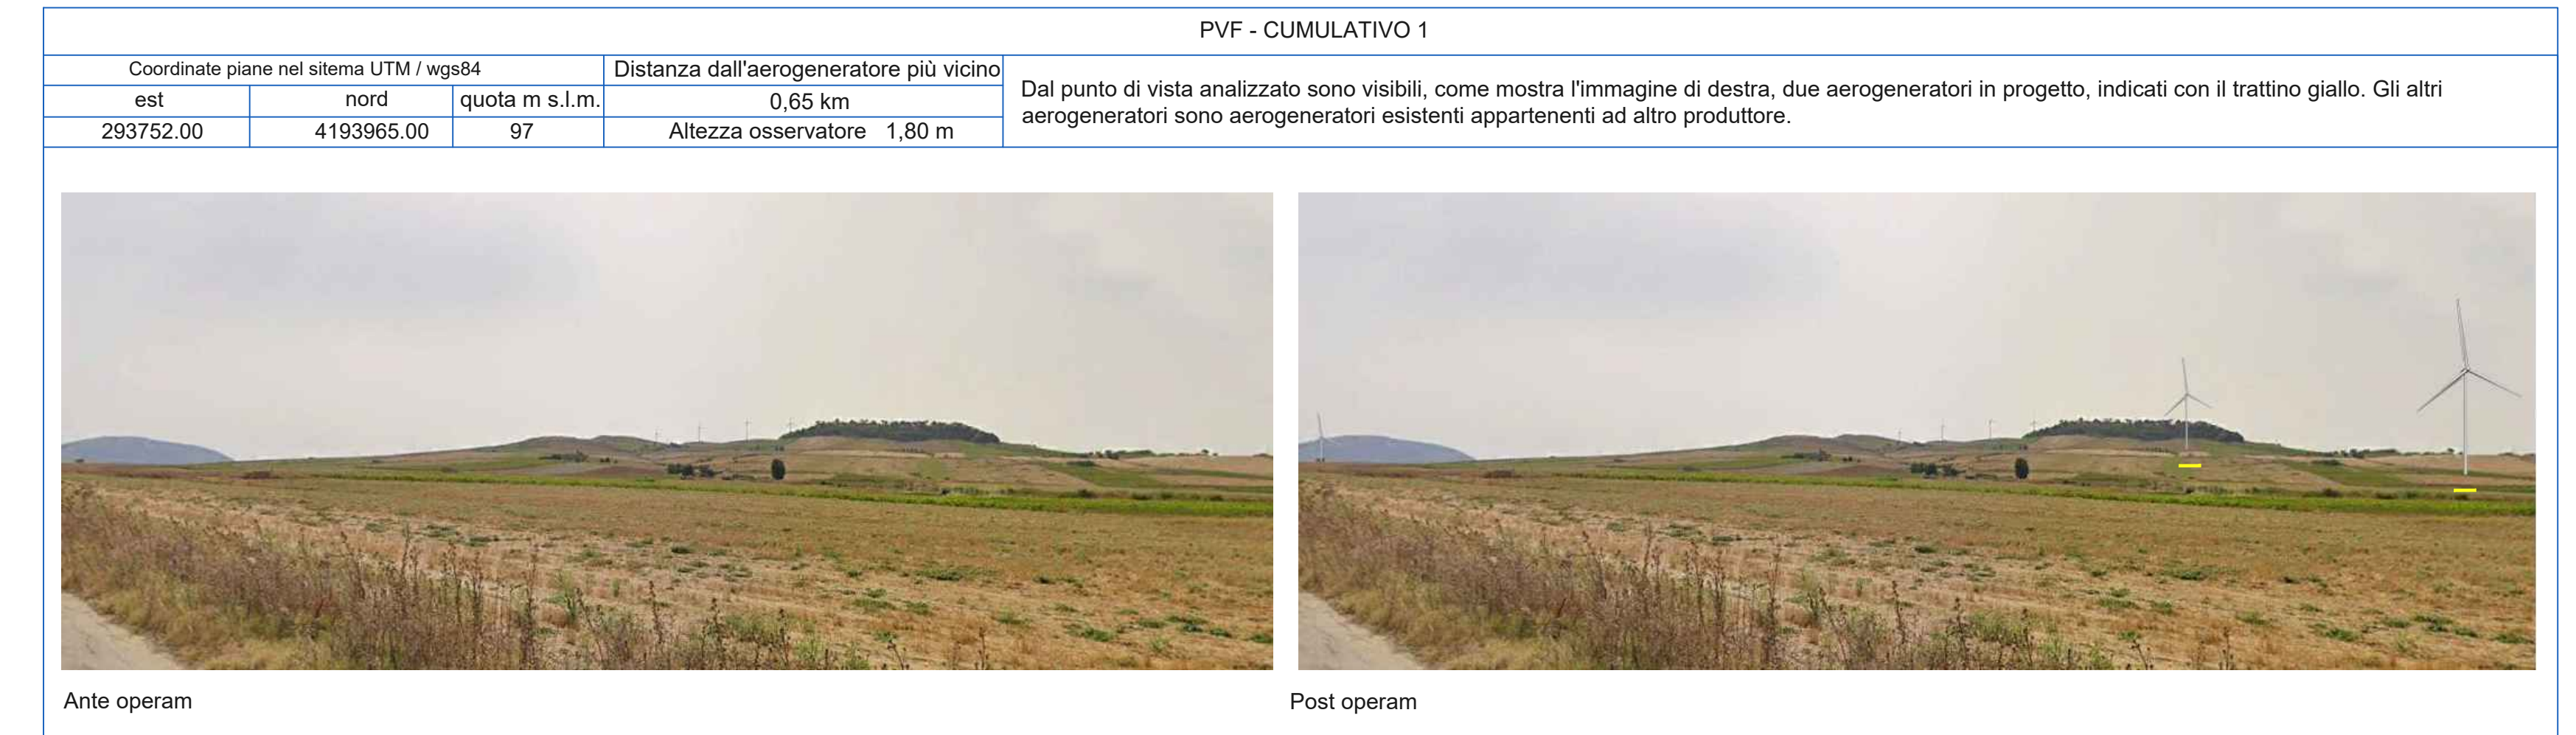 PVF - CUMULATIVO 1
Coordinate piane nel sitema UTM / wgs84
Distanza dall'aerogeneratore più vicino
est
nord
quota m s.l.m.
0,65 km
293752.00
4193965.00
97
Altezza osservatore 1,80 m
Dal punto di vista analizzato sono visibili, come mostra l'immagine di destra, due aerogeneratori in progetto, indicati con il trattino giallo. Gli altri
aerogeneratori sono aerogeneratori esistenti appartenenti ad altro produttore.
Ante operam
Post operam